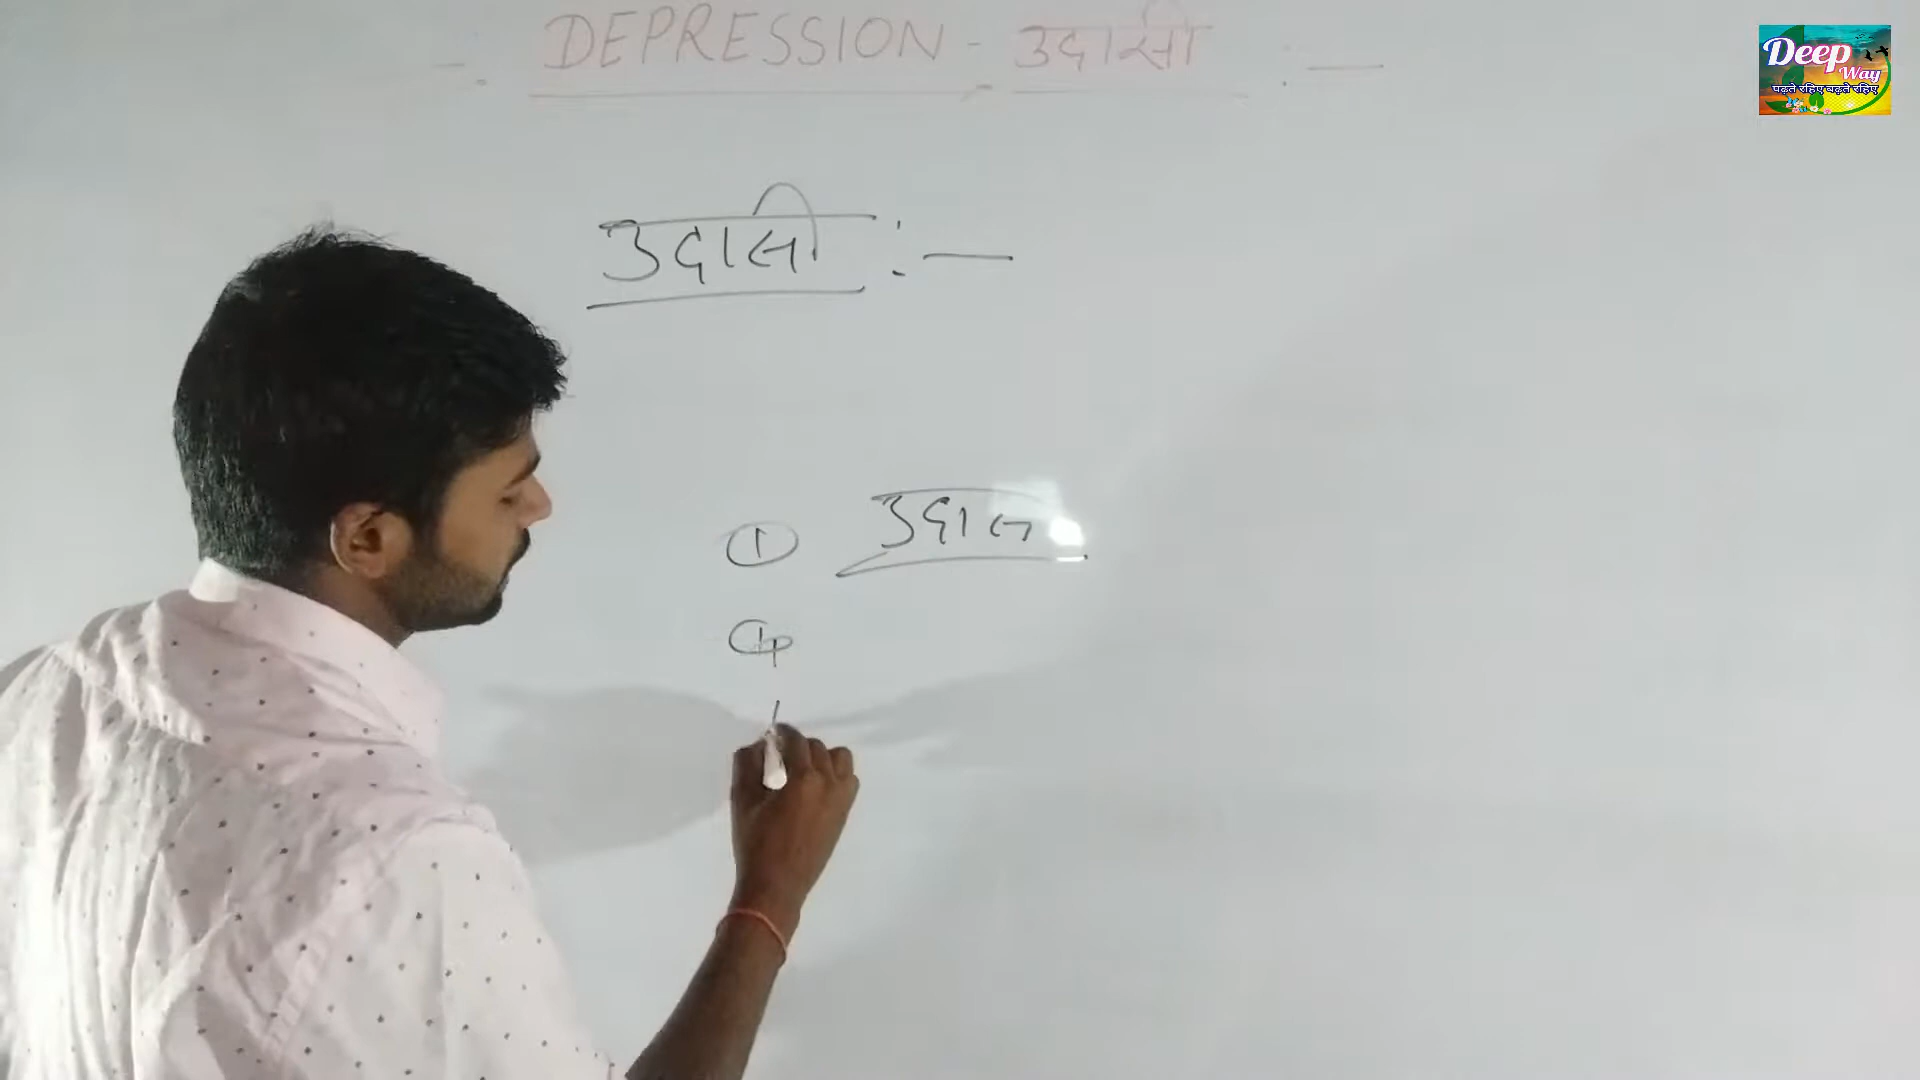 -. DEPRESSION - उदासी :-
Deep
Way
पढ़ते रहिए बढ़ते रहिए
उदासी :-
① उदास